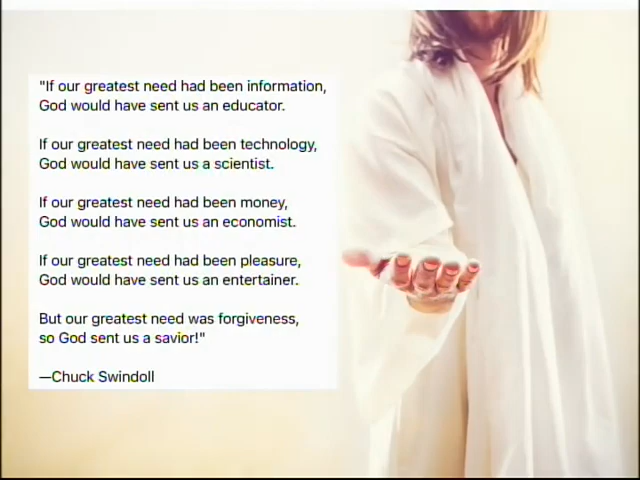 "If our greatest need had been information,
God would have sent us an educator.
If our greatest need had been technology,
God would have sent us a scientist.
If our greatest need had been money,
God would have sent us an economist.
If our greatest need had been pleasure,
God would have sent us an entertainer.
But our greatest need was forgiveness,
so God sent us a savior!"
—Chuck Swindoll